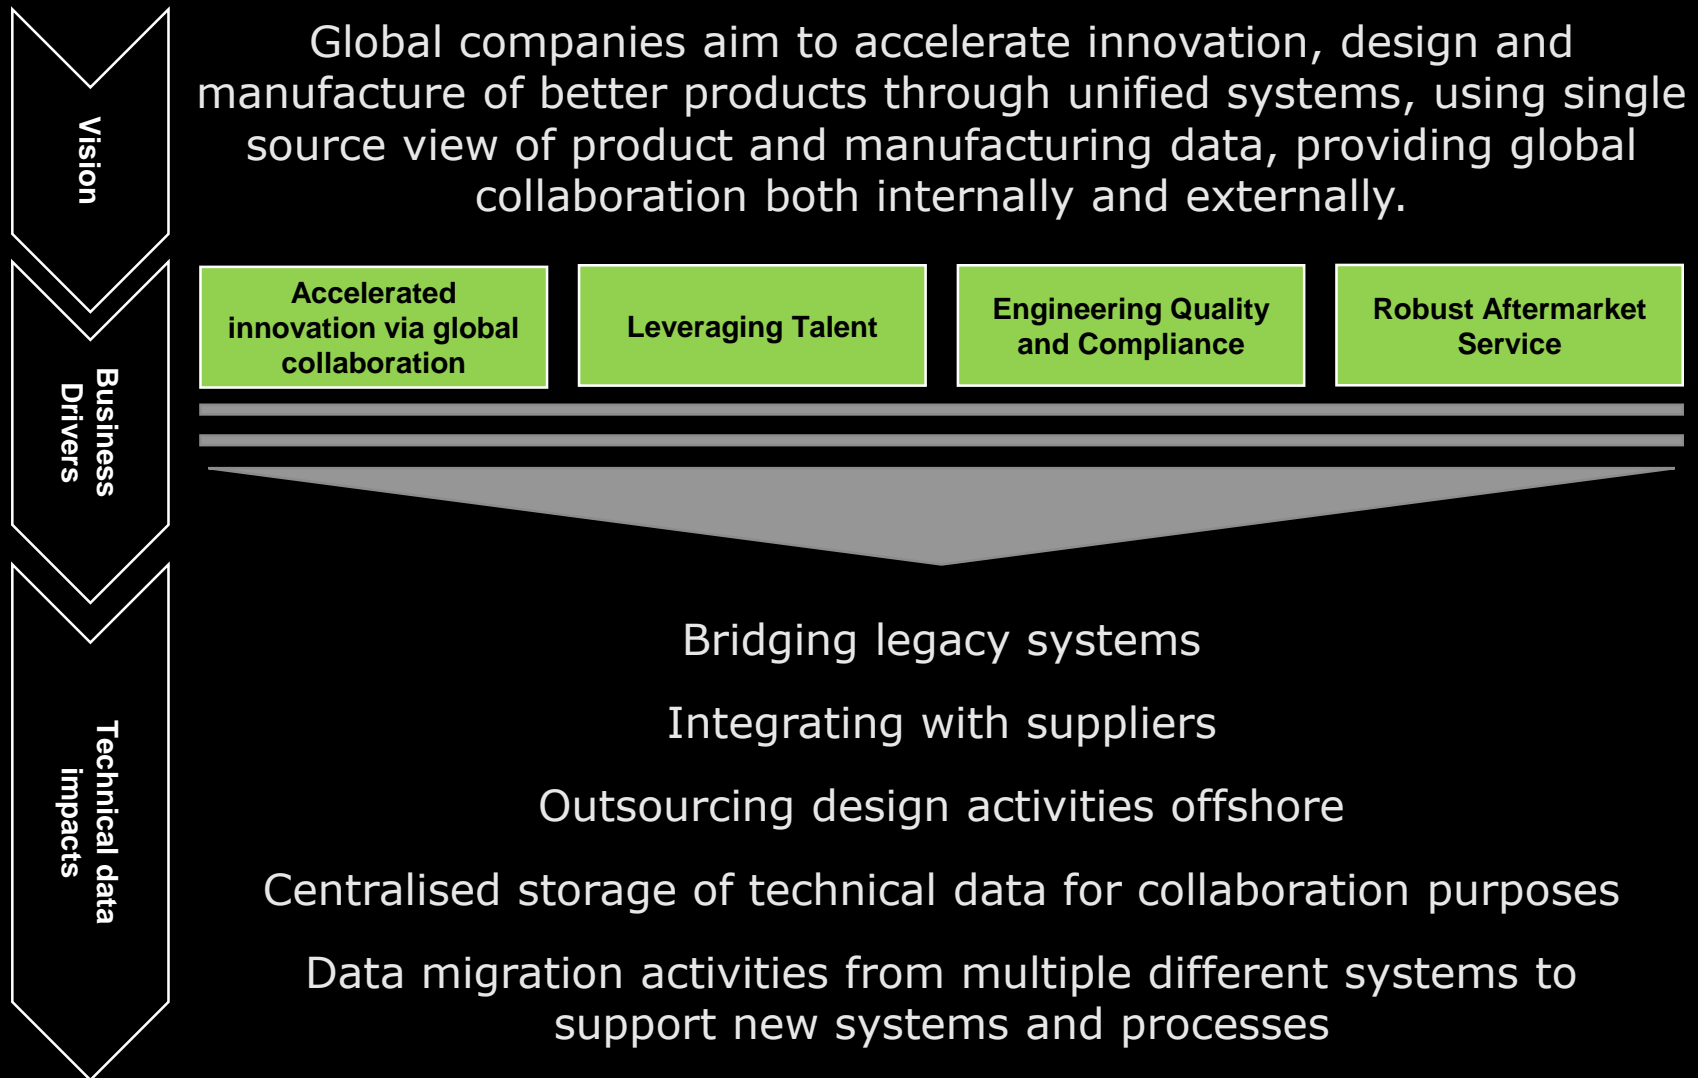 Vision
Global companies aim to accelerate innovation, design and
manufacture of better products through unified systems, using single
source view of product and manufacturing data, providing global
collaboration both internally and externally.
Business
Drivers
Accelerated
innovation via global
collaboration
Leveraging Talent
Engineering Quality
and Compliance
Robust Aftermarket
Service
Technical data
impacts
Bridging legacy systems
Integrating with suppliers
Outsourcing design activities offshore
Centralised storage of technical data for collaboration purposes
Data migration activities from multiple different systems to
support new systems and processes